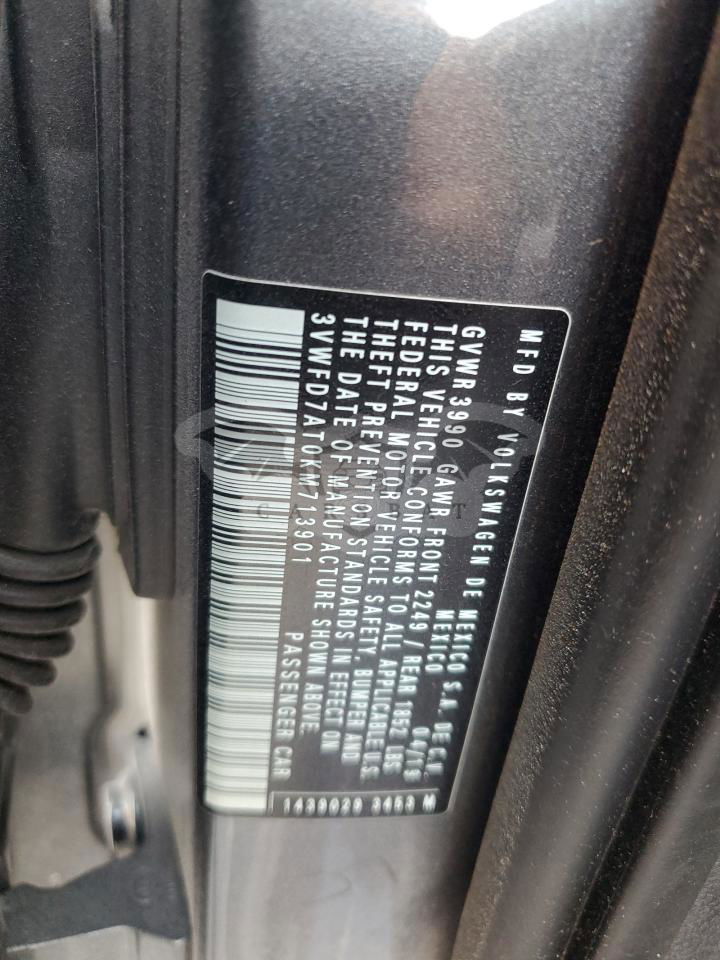 MFD BY VOLKSWAGEN DE MEXICO S.A. DE C.V.
MEXICO 04/19
GVWR 3990 GAWR FRONT 2249 / REAR 1852 LBS
THIS VEHICLE CONFORMS TO ALL APPLICABLE U.S.
FEDERAL MOTOR VEHICLE SAFETY, BUMPER AND
THEFT PREVENTION STANDARDS IN EFFECT ON
THE DATE OF MANUFACTURE SHOWN ABOVE.
3VWFD7AT0KM713901 PASSENGER CAR